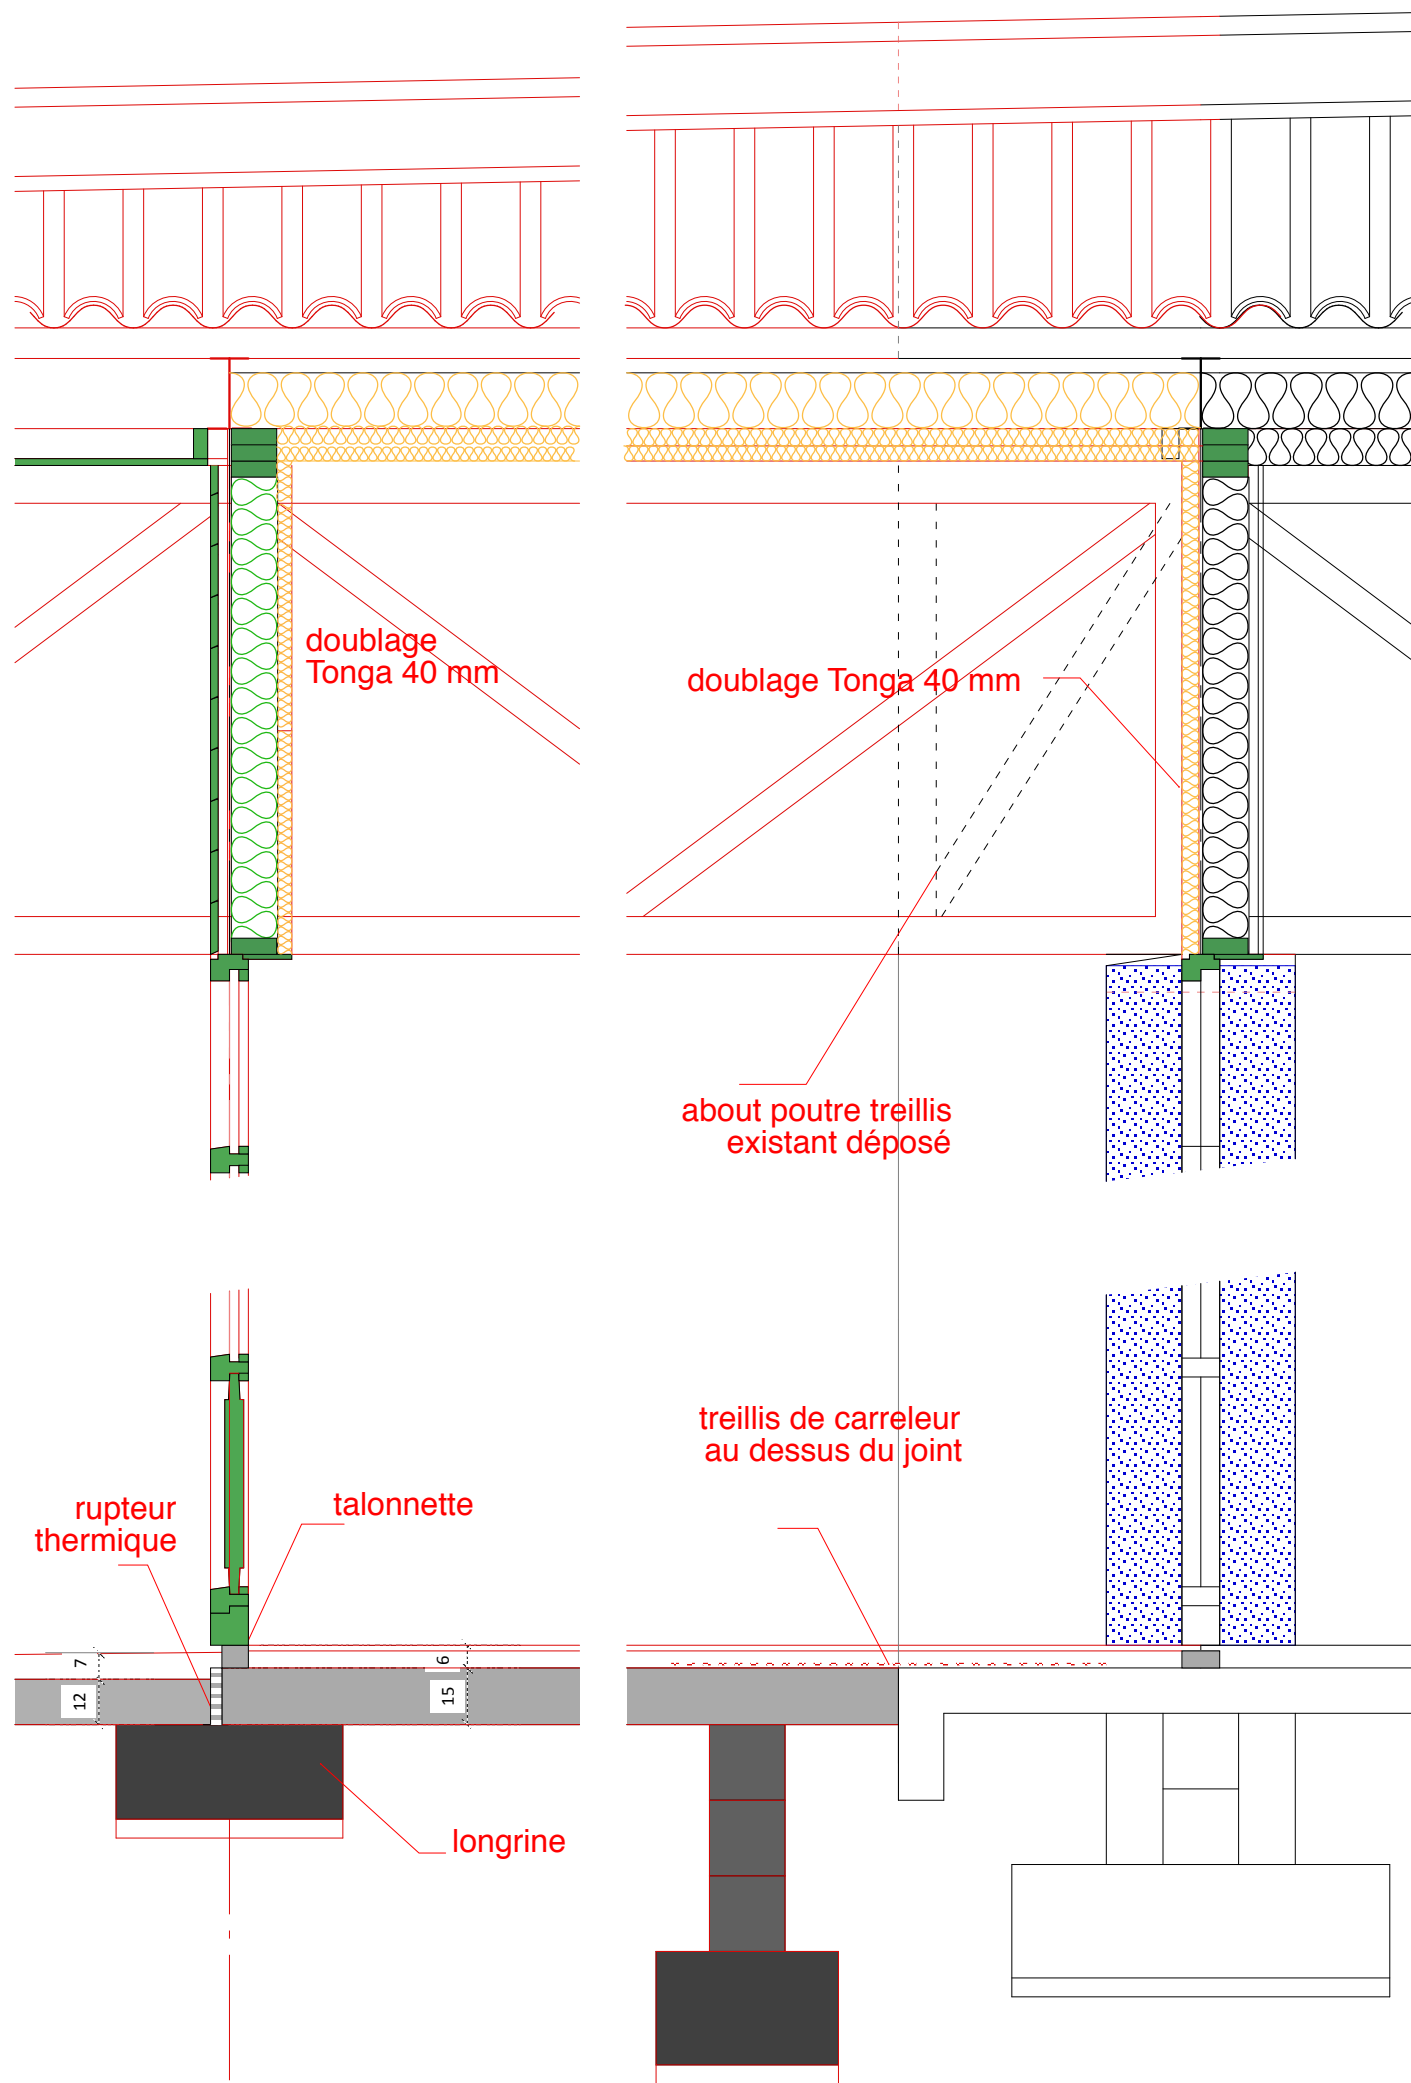 doublage
Tonga 40 mm
doublage Tonga 40 mm
about poutre treillis
existant déposé
treillis de carreleur
au dessus du joint
rupteur
thermique
talonnette
7
12
6
15
longrine